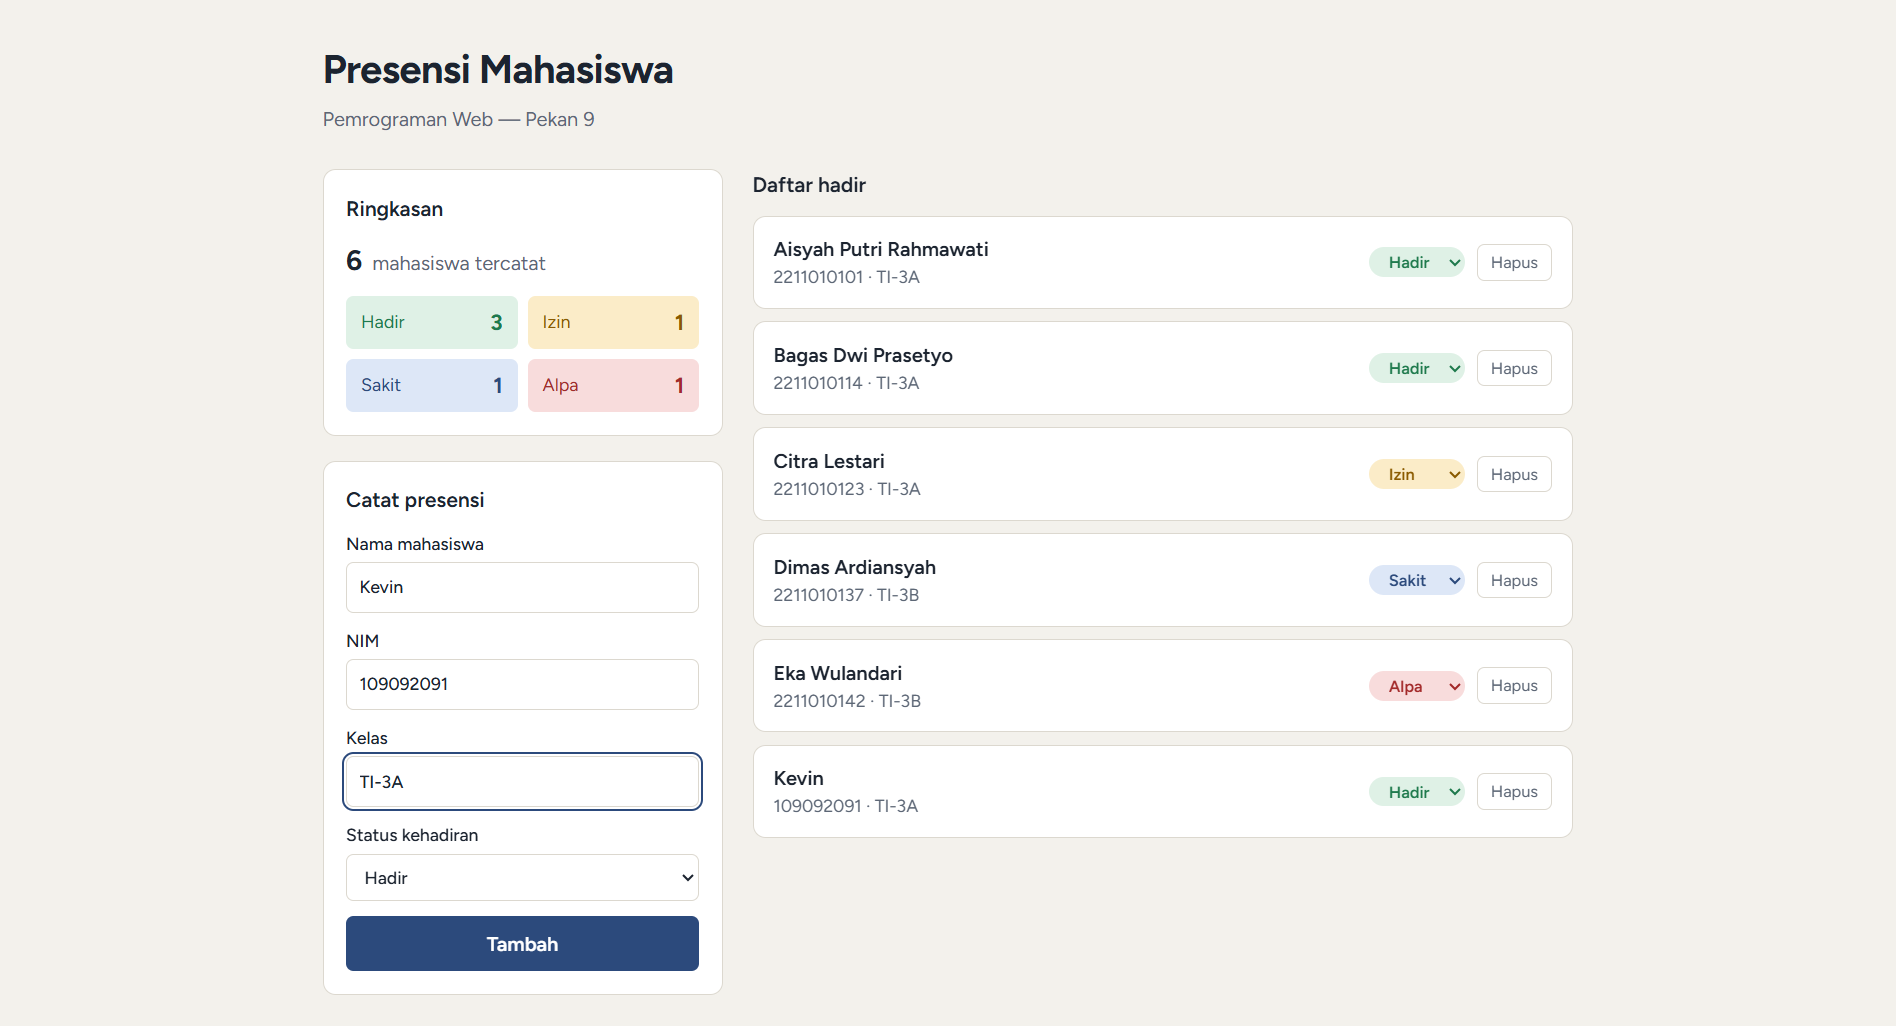 Presensi Mahasiswa
Pemrograman Web — Pekan 9
Ringkasan
6 mahasiswa tercatat
Hadir 3
Izin 1
Sakit 1
Alpa 1
Catat presensi
Nama mahasiswa
Kevin
NIM
109092091
Kelas
TI-3A
Status kehadiran
Hadir
Tambah
Daftar hadir
Aisyah Putri Rahmawati
2211010101 · TI-3A
Hadir
Hapus
Bagas Dwi Prasetyo
2211010114 · TI-3A
Hadir
Hapus
Citra Lestari
2211010123 · TI-3A
Izin
Hapus
Dimas Ardiansyah
2211010137 · TI-3B
Sakit
Hapus
Eka Wulandari
2211010142 · TI-3B
Alpa
Hapus
Kevin
109092091 · TI-3A
Hadir
Hapus